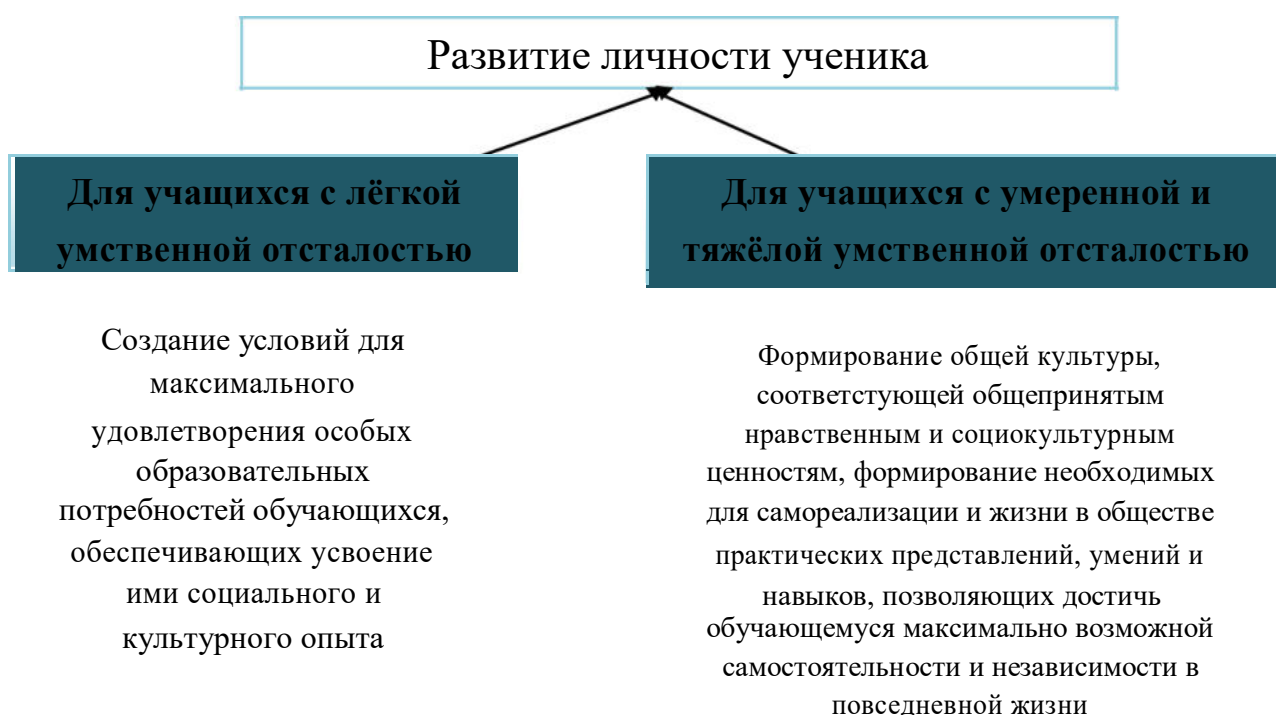 Развитие личности ученика
Для учащихся с лёгкой
умственной отсталостью
Для учащихся с умеренной и
тяжёлой умственной отсталостью
Создание условий для
максимального
удовлетворения особых
образовательных
потребностей обучающихся,
обеспечивающих усвоение
ими социального и
культурного опыта
Формирование общей культуры,
соответстующей общепринятым
нравственным и социокультурным
ценностям, формирование необходимых
для самореализации и жизни в обществе
практических представлений, умений и
навыков, позволяющих достичь
обучающемуся максимально возможной
самостоятельности и независимости в
повседневной жизни